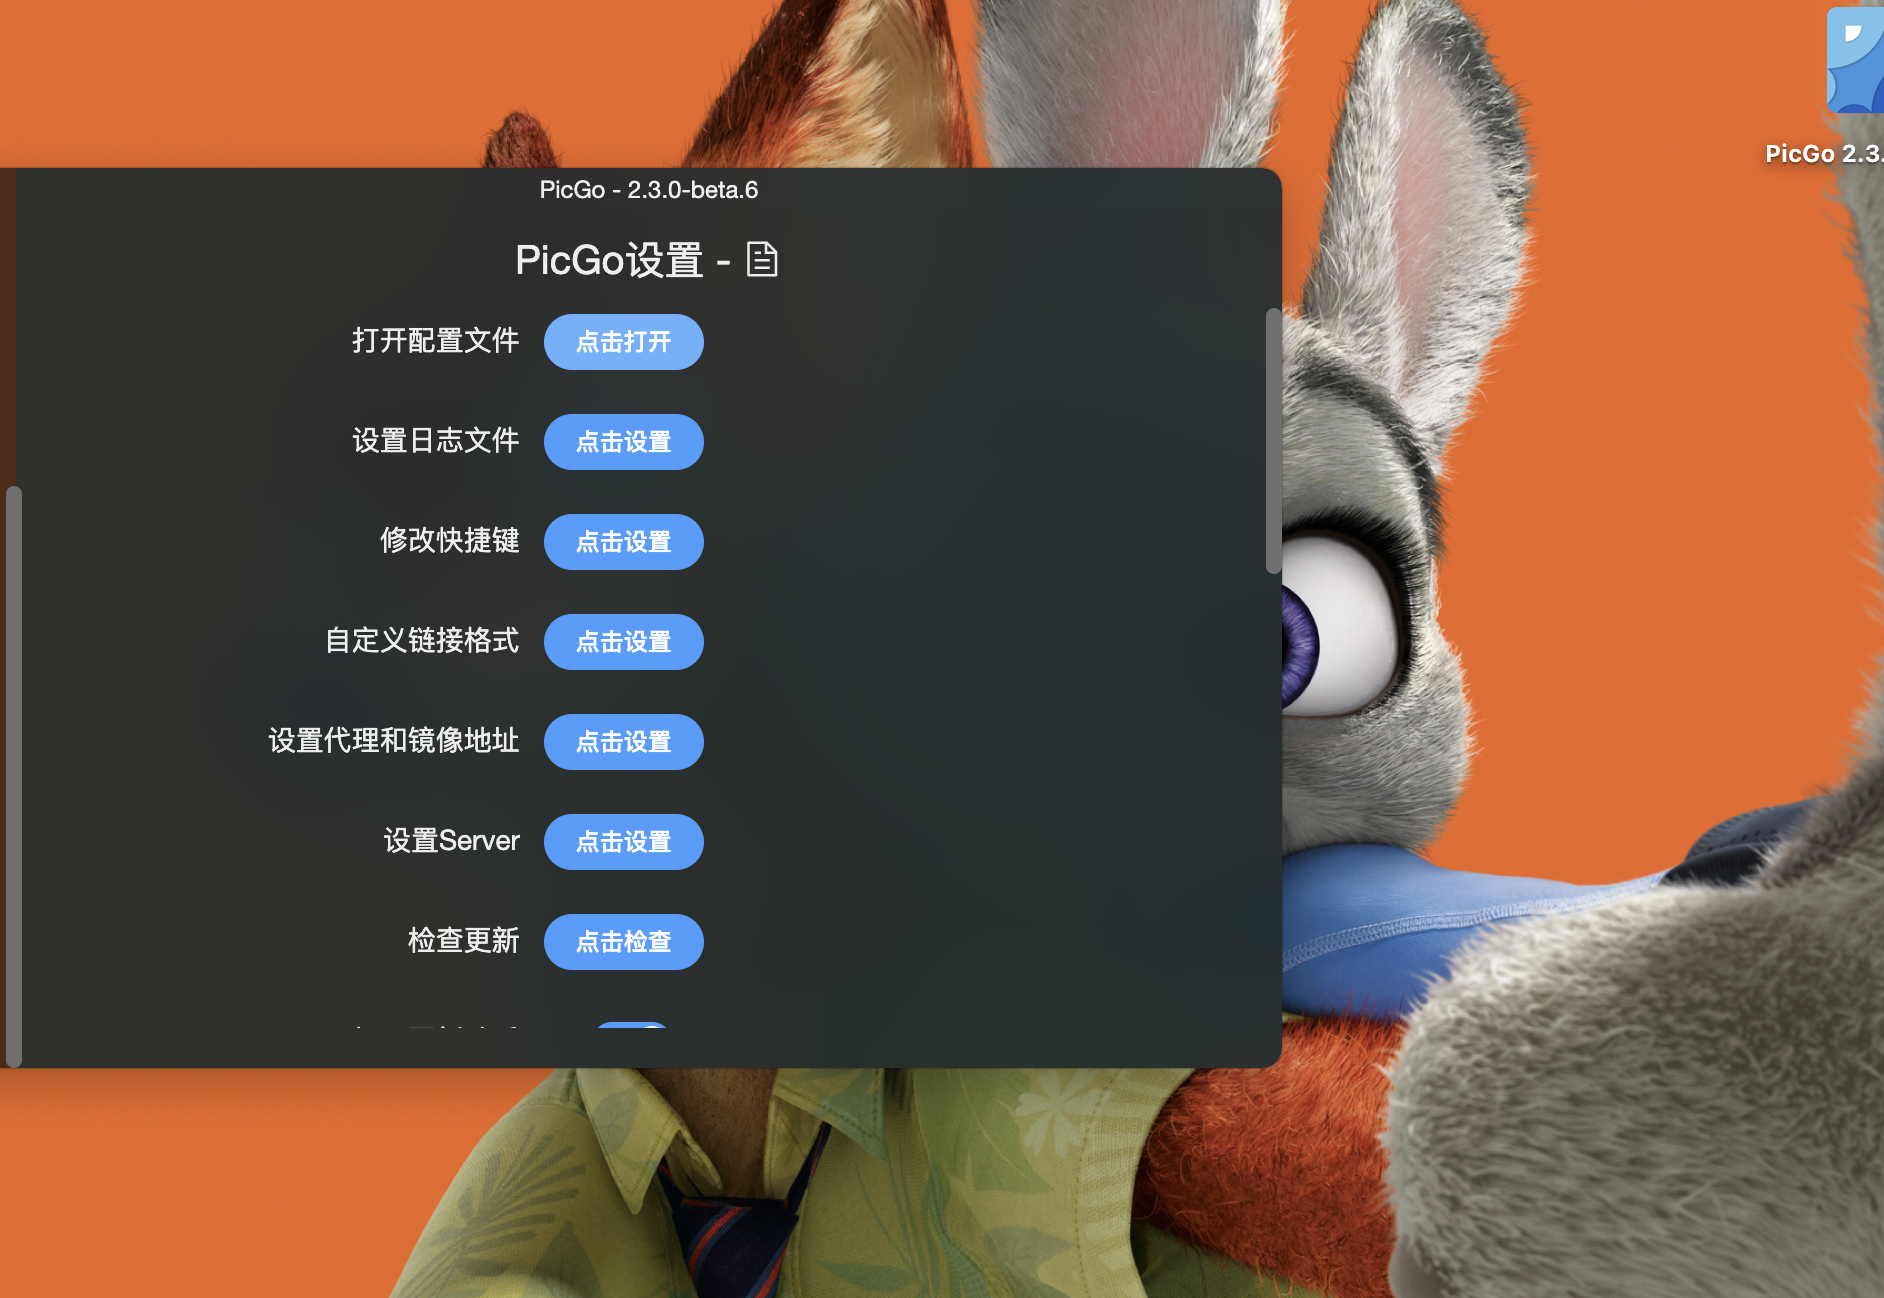 PicGo - 2.3.0-beta.6
PicGo设置 -
打开配置文件 点击打开
设置日志文件 点击设置
修改快捷键 点击设置
自定义链接格式 点击设置
设置代理和镜像地址 点击设置
设置Server 点击设置
检查更新 点击检查
PicGo 2.3.